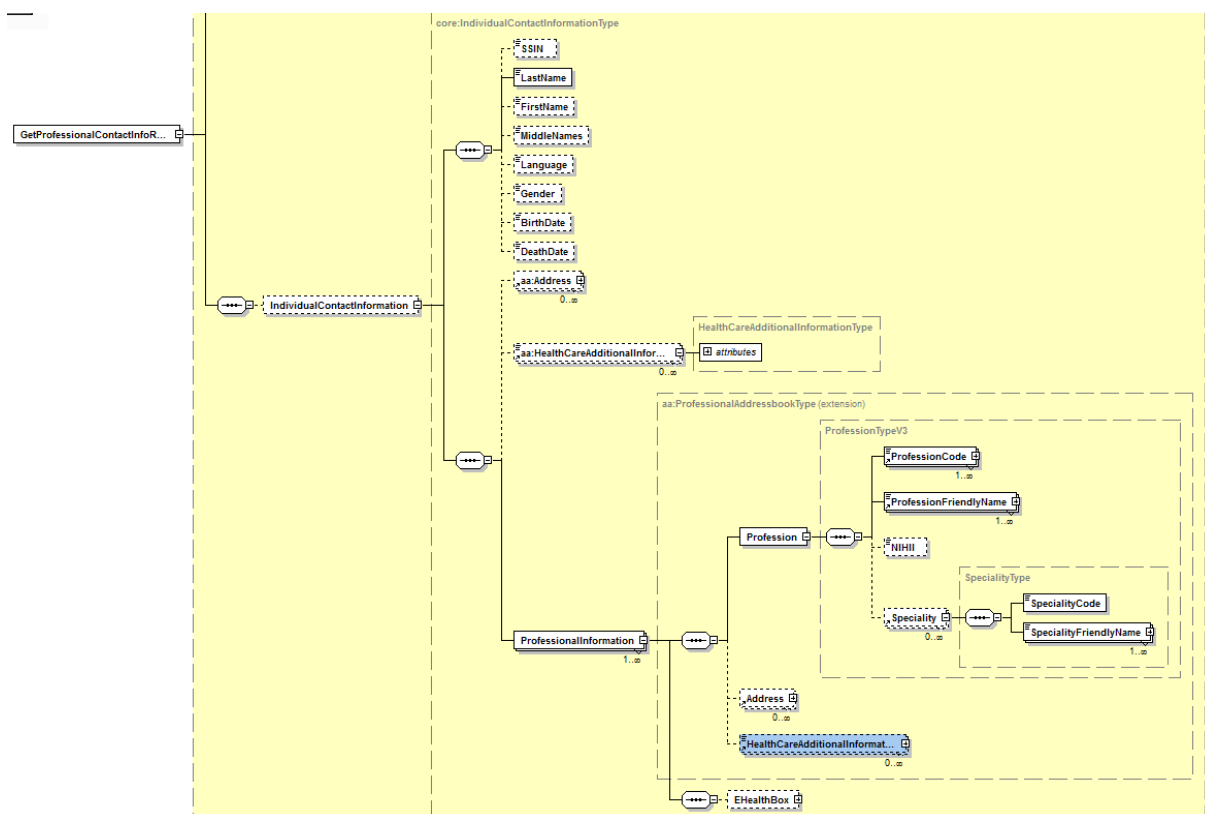 core:IndividualContactInformationType
SSIN
LastName
GetProfessionalContactInfoR...
FirstName
MiddleNames
Language
Gender
BirthDate
DeathDate
aa:Address
0..∞
IndividualContactInformation
HealthCareAdditionalInformationType
aa:HealthCareAdditionalInfor...
attributes
0..∞
aa:ProfessionalAddressbookType (extension)
ProfessionTypeV3
ProfessionCode
1..∞
ProfessionFriendlyName
1..∞
Profession
NIHII
SpecialityType
SpecialityCode
Speciality
0..∞
SpecialityFriendlyName
1..∞
ProfessionalInformation
1..∞
Address
0..∞
HealthCareAdditionalInformat...
0..∞
EHealthBox